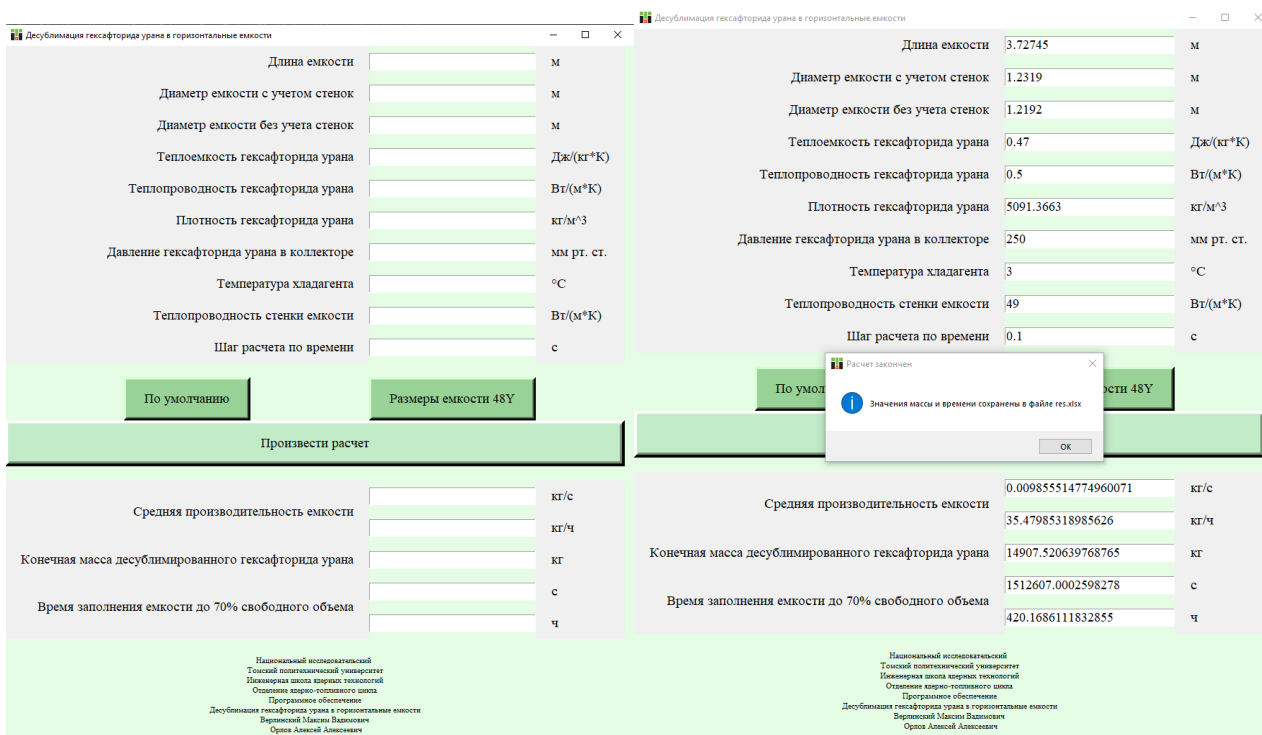 Десублимация гексафторида урана в горизонтальные емкости
Длина емкости м
Диаметр емкости с учетом стенок м
Диаметр емкости без учета стенок м
Теплоемкость гексафторида урана Дж/(кг*К)
Теплопроводность гексафторида урана Вт/(м*К)
Плотность гексафторида урана кг/м^3
Давление гексафторида урана в коллекторе мм рт. ст.
Температура хладагента °С
Теплопроводность стенки емкости Вт/(м*К)
Шаг расчета по времени с
По умолчанию Размеры емкости 48Y
Произвести расчет
Средняя производительность емкости
кг/с
кг/ч
Конечная масса десублимированного гексафторида урана кг
Время заполнения емкости до 70% свободного объема
с
ч
Национальный исследовательский
Томский политехнический университет
Инженерная школа ядерных технологий
Отделение ядерно-топливного цикла
Программное обеспечение
Десублимация гексафторида урана в горизонтальные емкости
Верлинский Максим Вадимович
Орлов Алексей Алексеевич
Десублимация гексафторида урана в горизонтальные емкости
Длина емкости 3.72745 м
Диаметр емкости с учетом стенок 1.2319 м
Диаметр емкости без учета стенок 1.2192 м
Теплоемкость гексафторида урана 0.47 Дж/(кг*К)
Теплопроводность гексафторида урана 0.5 Вт/(м*К)
Плотность гексафторида урана 5091.3663 кг/м^3
Давление гексафторида урана в коллекторе 250 мм рт. ст.
Температура хладагента 3 °С
Теплопроводность стенки емкости 49 Вт/(м*К)
Шаг расчета по времени 0.1 с
По умол сти 48Y
Расчет закончен
Значения массы и времени сохранены в файле res.xlsx
ОК
Средняя производительность емкости
0.009855514774960071 кг/с
35.47985318985626 кг/ч
Конечная масса десублимированного гексафторида урана 14907.520639768765 кг
Время заполнения емкости до 70% свободного объема
1512607.0002598278 с
420.1686111832855 ч
Национальный исследовательский
Томский политехнический университет
Инженерная школа ядерных технологий
Отделение ядерно-топливного цикла
Программное обеспечение
Десублимация гексафторида урана в горизонтальные емкости
Верлинский Максим Вадимович
Орлов Алексей Алексеевич